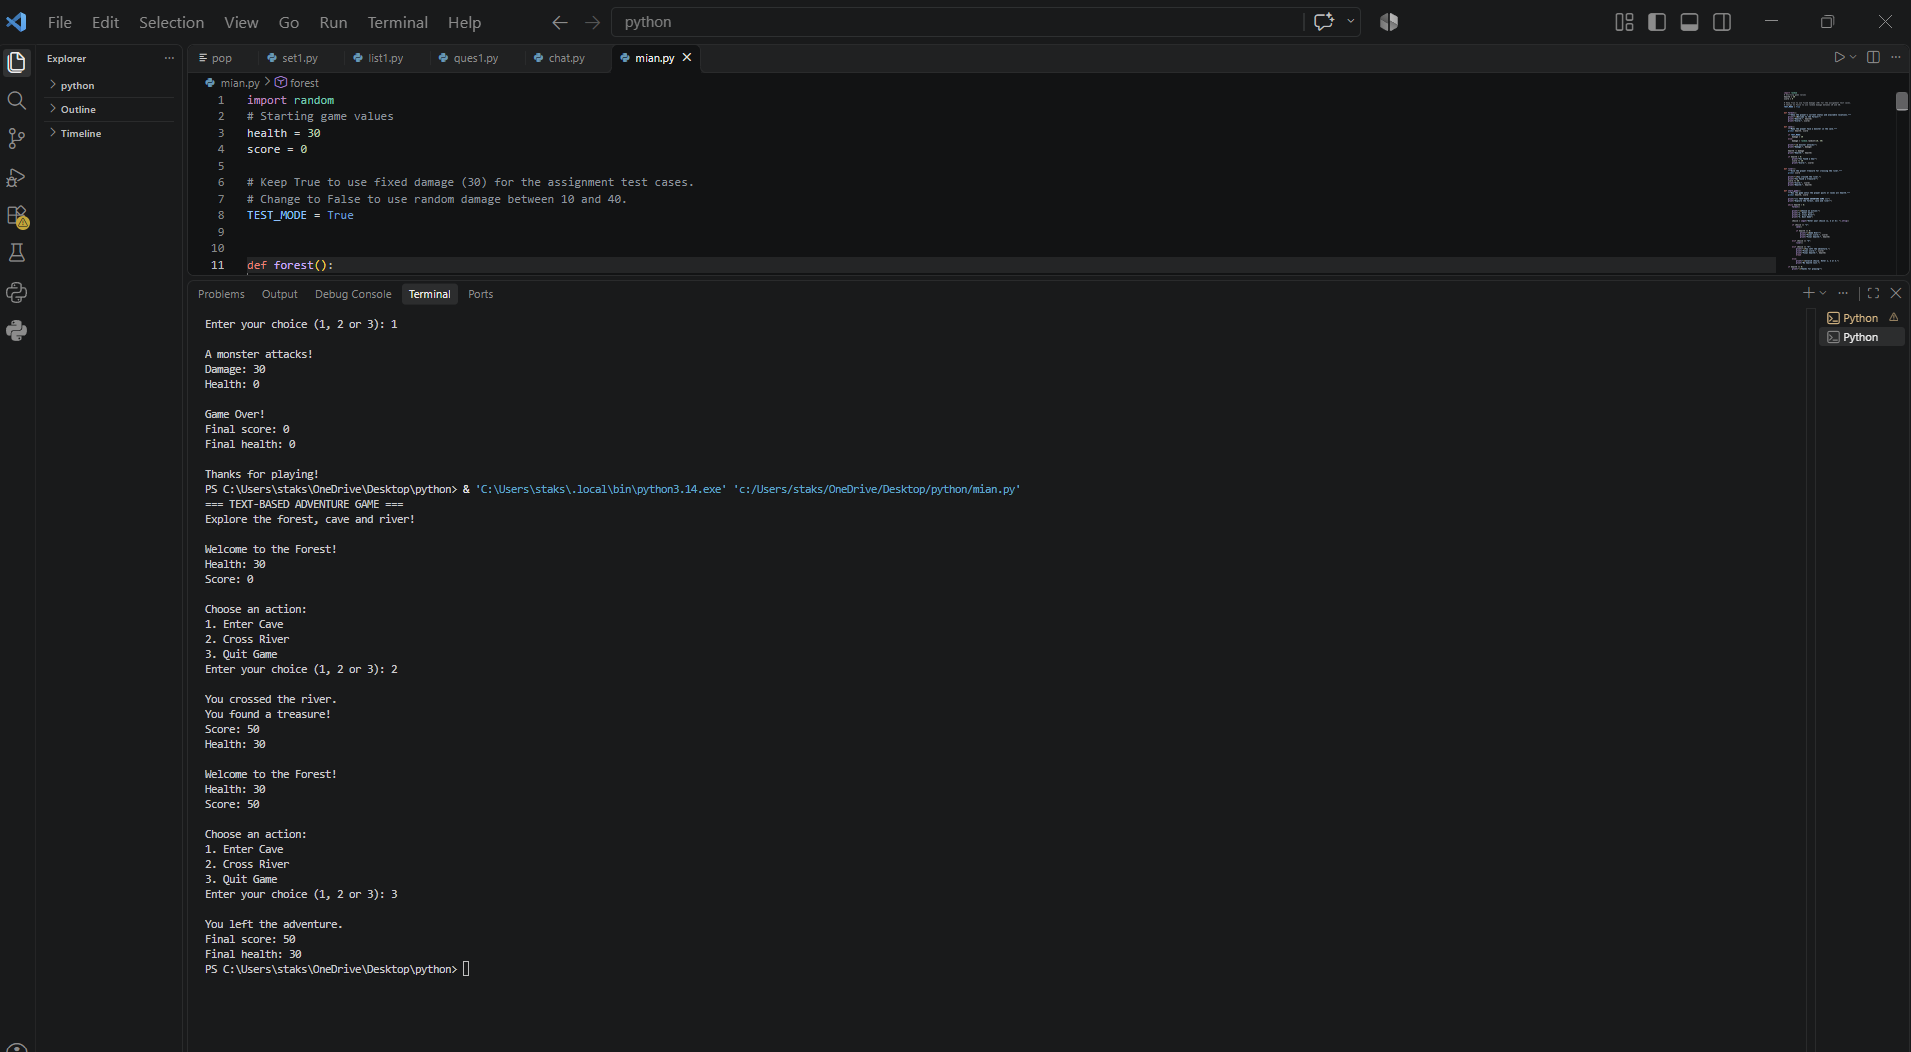 File Edit Selection View Go Run Terminal Help
python
Explorer
python
Outline
Timeline
pop set1.py list1.py ques1.py chat.py mian.py
mian.py > forest
1 import random
2 # Starting game values
3 health = 30
4 score = 0
5
6 # Keep True to use fixed damage (30) for the assignment test cases.
7 # Change to False to use random damage between 10 and 40.
8 TEST_MODE = True
9
10
11 def forest():
Problems Output Debug Console Terminal Ports
Python
Python
Enter your choice (1, 2 or 3): 1
A monster attacks!
Damage: 30
Health: 0
Game Over!
Final score: 0
Final health: 0
Thanks for playing!
PS C:\Users\staks\OneDrive\Desktop\python> & 'C:\Users\staks\.local\bin\python3.14.exe' 'c:/Users/staks/OneDrive/Desktop/python/mian.py'
=== TEXT-BASED ADVENTURE GAME ===
Explore the forest, cave and river!
Welcome to the Forest!
Health: 30
Score: 0
Choose an action:
1. Enter Cave
2. Cross River
3. Quit Game
Enter your choice (1, 2 or 3): 2
You crossed the river.
You found a treasure!
Score: 50
Health: 30
Welcome to the Forest!
Health: 30
Score: 50
Choose an action:
1. Enter Cave
2. Cross River
3. Quit Game
Enter your choice (1, 2 or 3): 3
You left the adventure.
Final score: 50
Final health: 30
PS C:\Users\staks\OneDrive\Desktop\python>